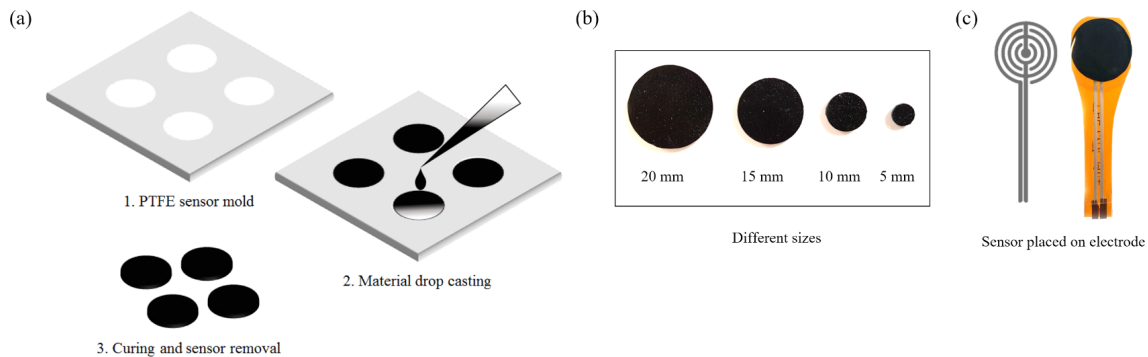 (a)
1. PTFE sensor mold
2. Material drop casting
3. Curing and sensor removal
(b)
20 mm
15 mm
10 mm
5 mm
Different sizes
(c)
Sensor placed on electrode